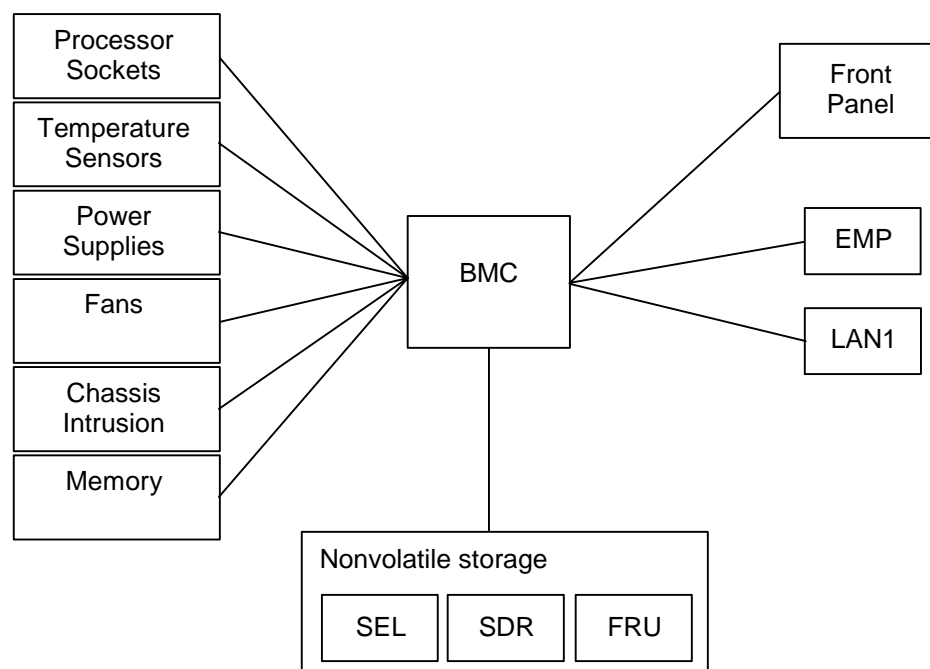 Processor
Sockets
Temperature
Sensors
Power
Supplies
Fans
Chassis
Intrusion
Memory
BMC
Front
Panel
EMP
LAN1
Nonvolatile storage
SEL
SDR
FRU